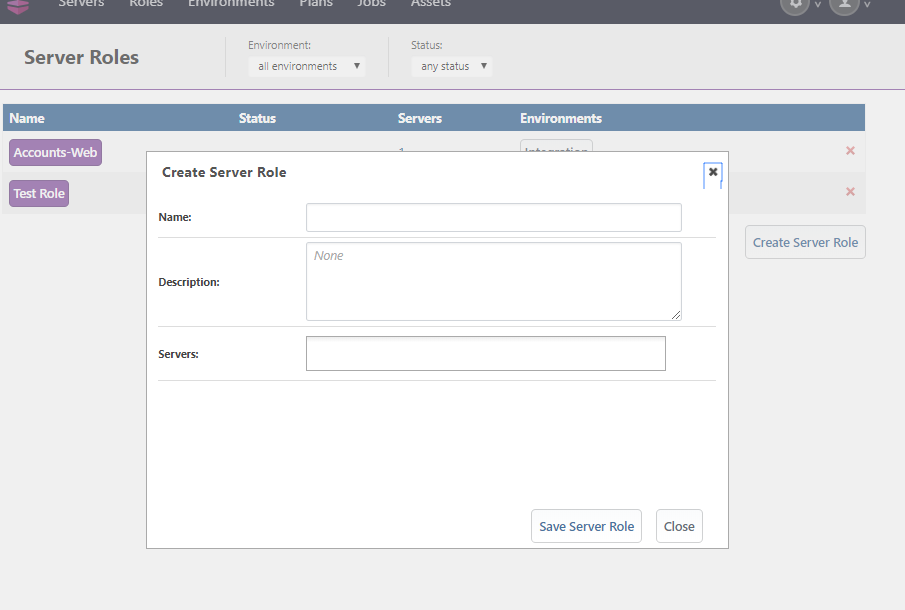 Servers Roles Environments Plans Jobs Assets
Server Roles
Environment:
all environments
Status:
any status
Name Status Servers Environments
Accounts-Web 1 Integration
Test Role
Create Server Role
Create Server Role
Name:
Description:
None
Servers:
Save Server Role Close